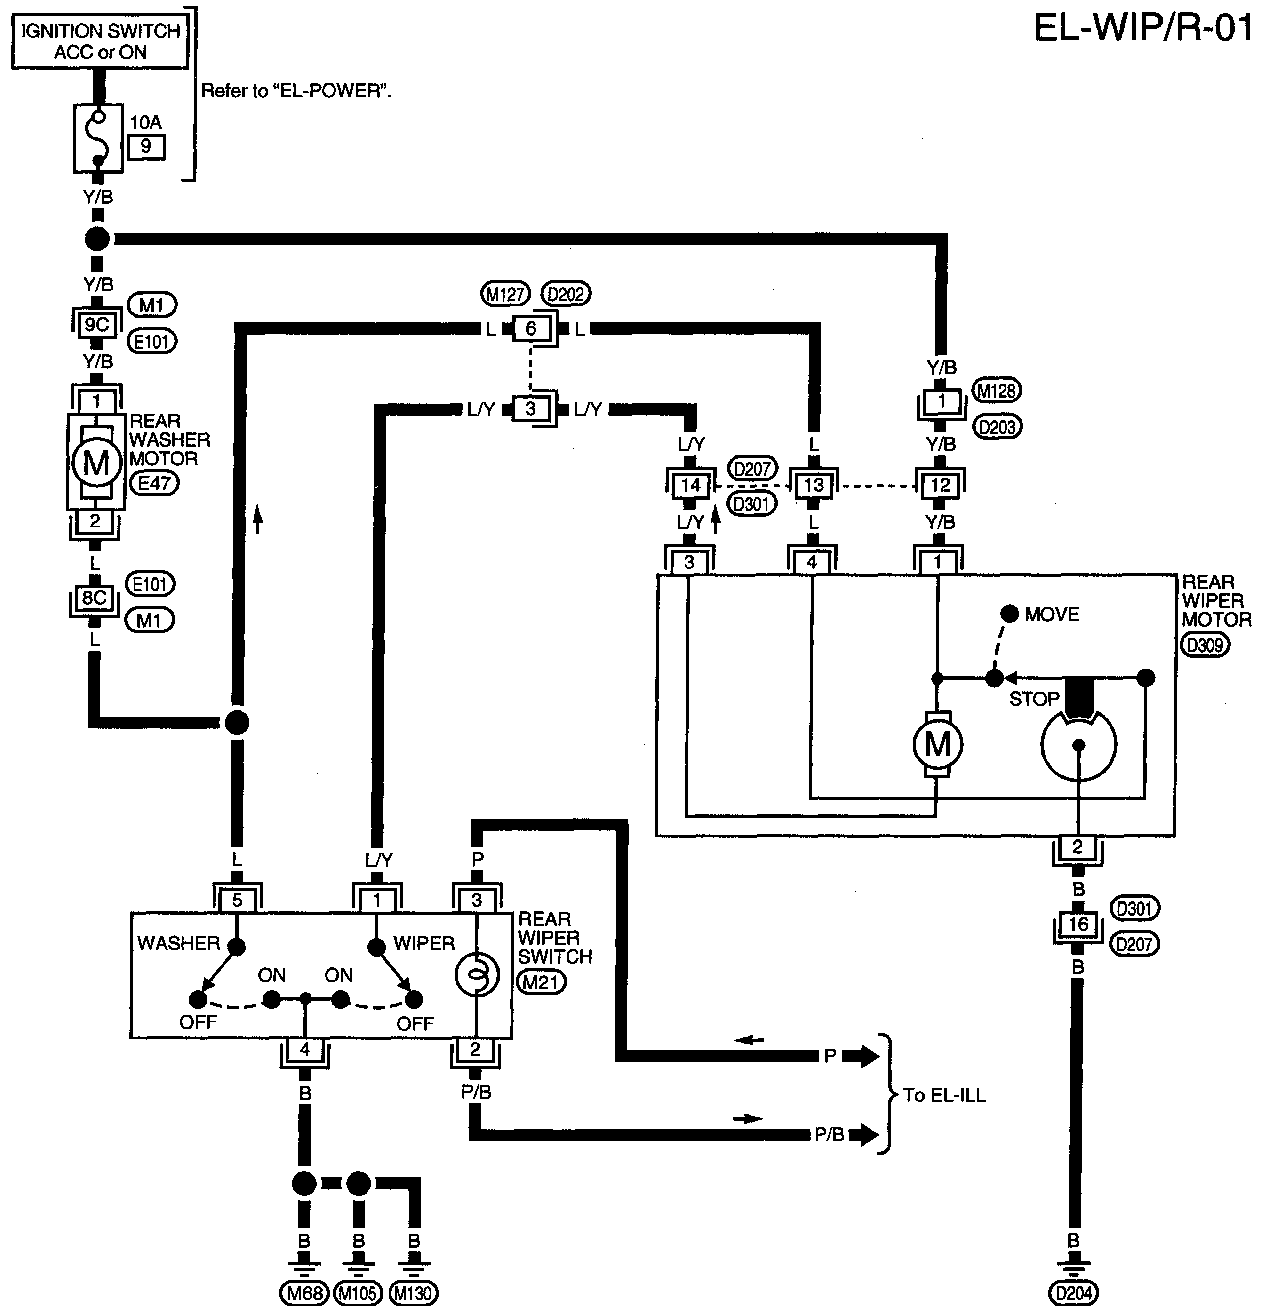 EL-WIP/R-01
IGNITION SWITCH
ACC or ON
Refer to "EL-POWER".
10A
9
Y/B
Y/B
9C
M1
E101
Y/B
1
REAR
WASHER
MOTOR
E47
M
2
L
8C
E101
M1
L
M127
D202
L
6
L
L/Y
3
L/Y
Y/B
1
M128
D203
L/Y
L
Y/B
14
D207
D301
13
12
L/Y
L
Y/B
3
4
1
REAR
WIPER
MOTOR
D309
MOVE
STOP
M
2
B
16
D301
D207
B
L
L/Y
P
5
1
3
REAR
WIPER
SWITCH
M21
WASHER
WIPER
ON
ON
OFF
OFF
4
2
B
P/B
P
To EL-ILL
P/B
B
B
B
B
M68
M105
M130
D204